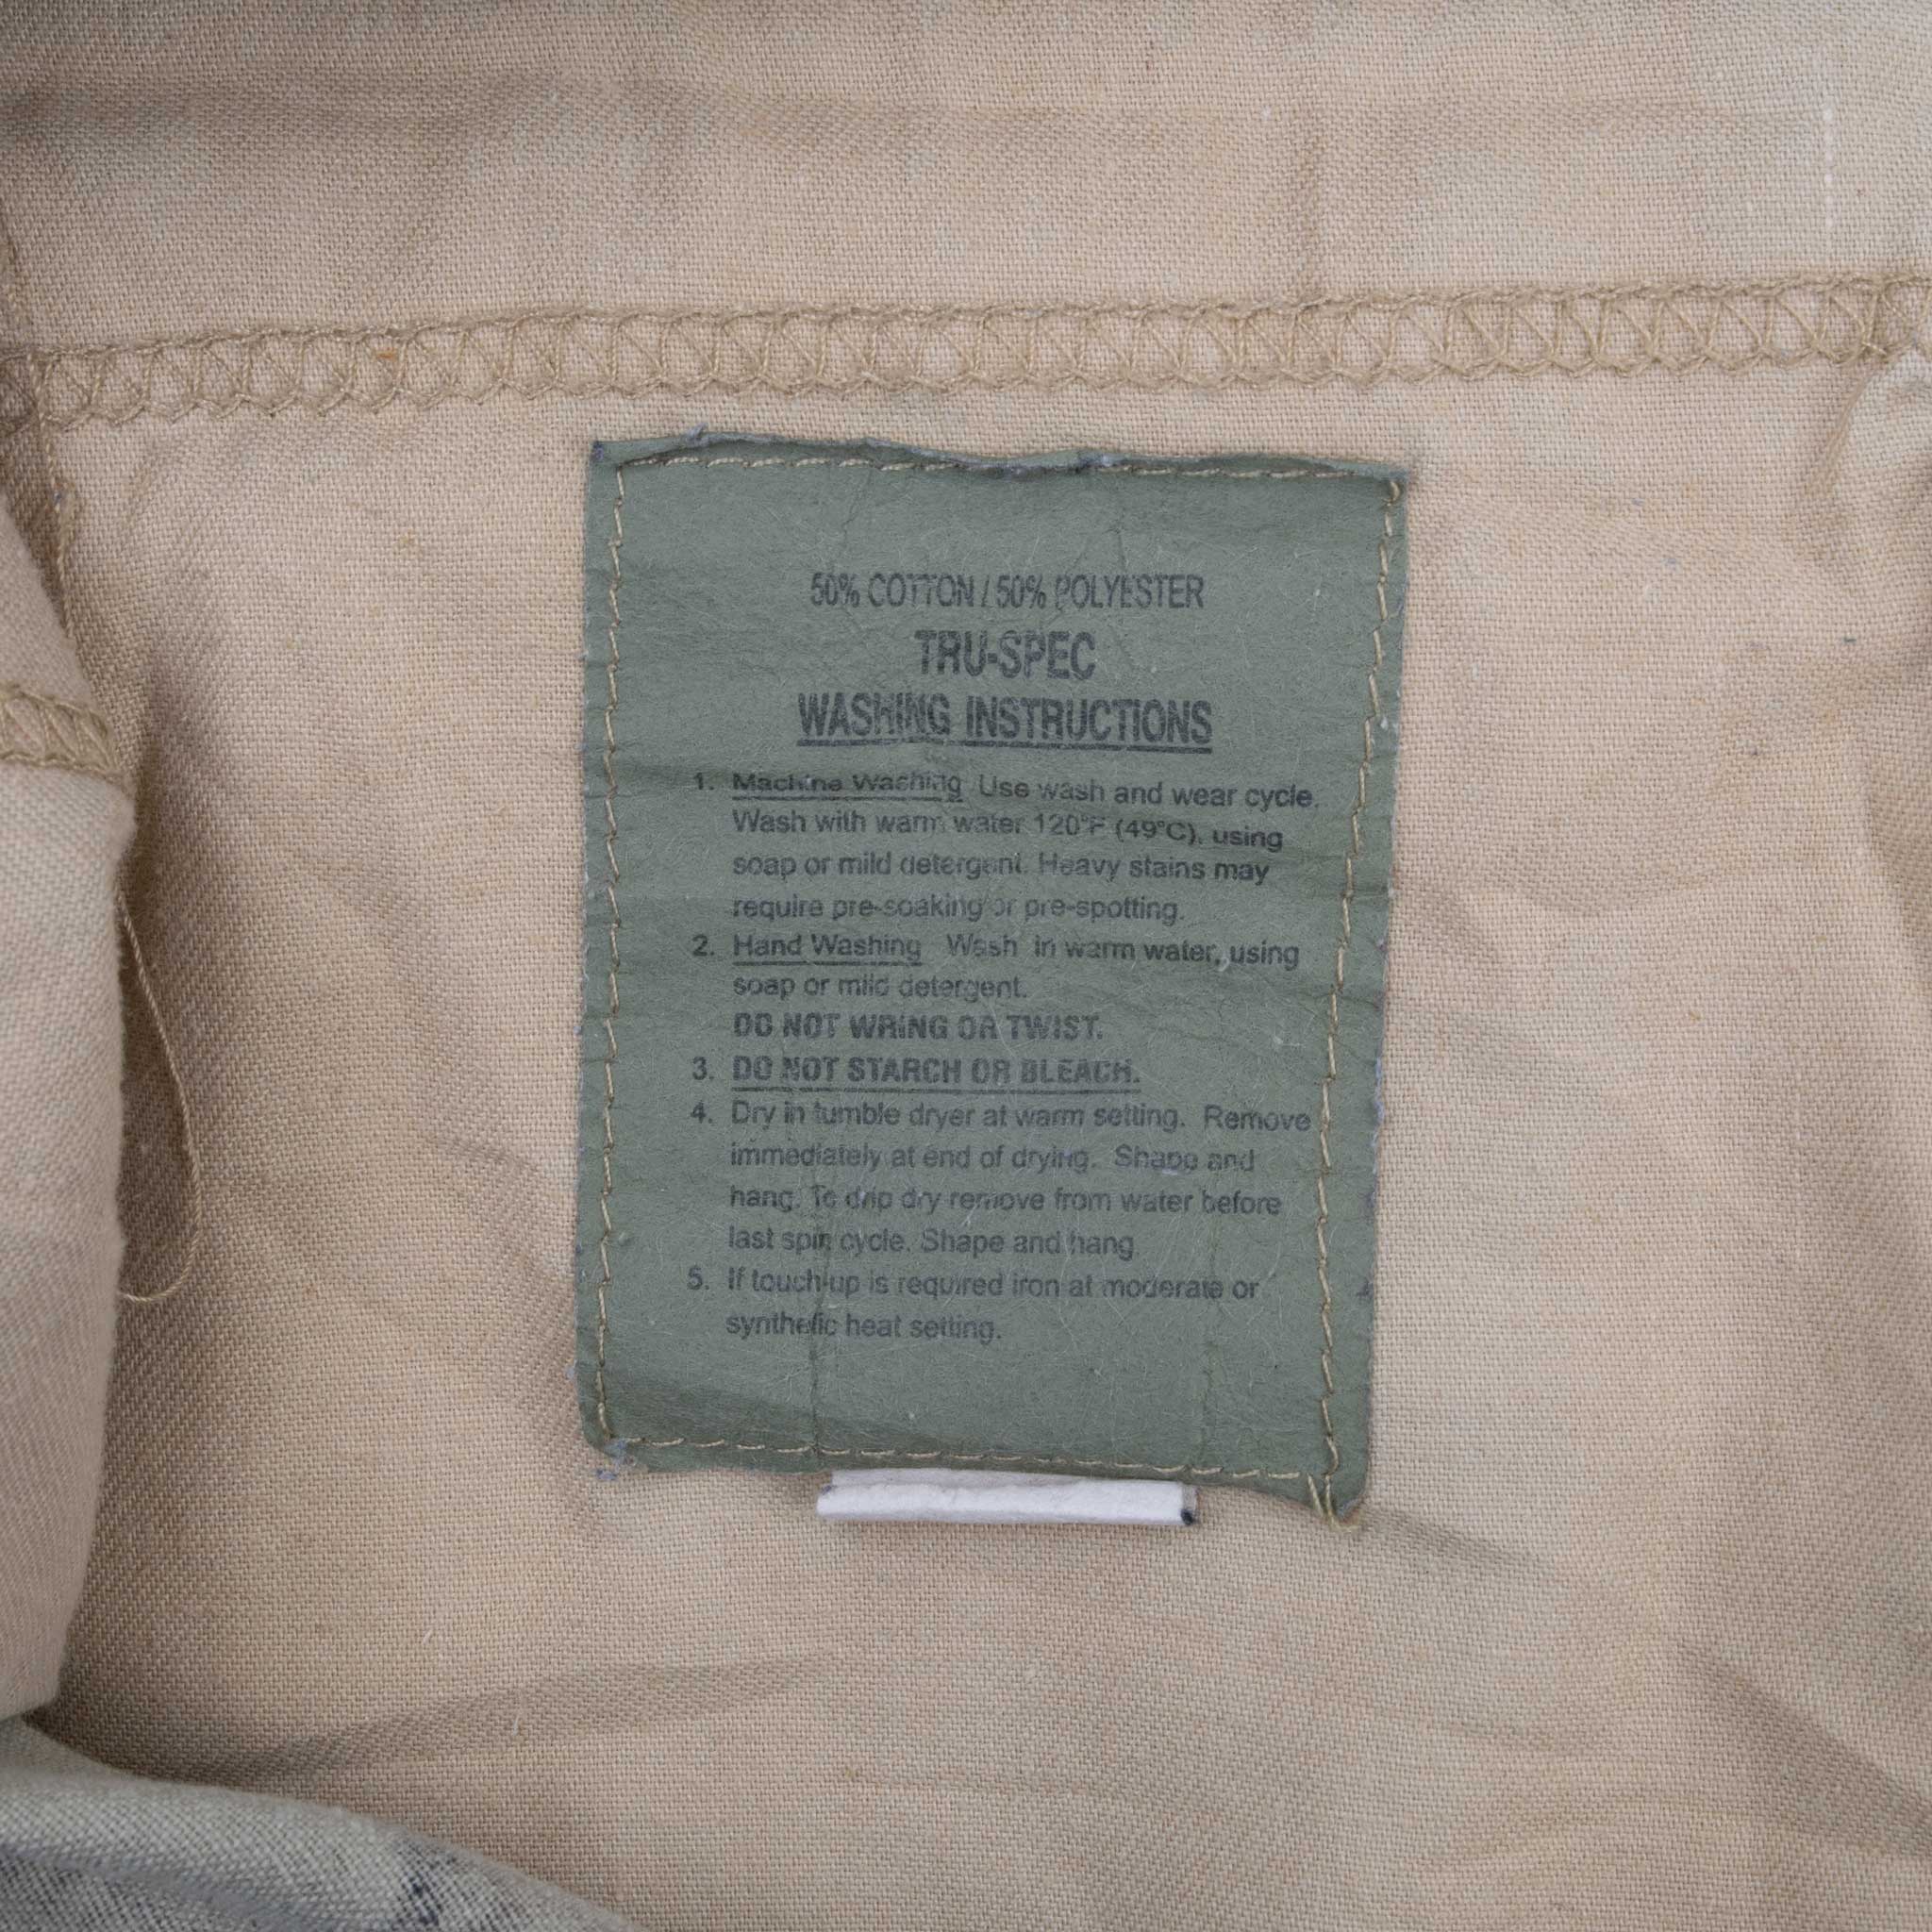 50% COTTON / 50% POLYESTER
TRU-SPEC
WASHING INSTRUCTIONS
1. Machine Washing Use wash and wear cycle.
Wash with warm water 120°F (49°C), using
soap or mild detergent. Heavy stains may
require pre-soaking or pre-spotting.
2. Hand Washing Wash in warm water, using
soap or mild detergent.
DO NOT WRING OR TWIST.
3. DO NOT STARCH OR BLEACH.
4. Dry in tumble dryer at warm setting. Remove
immediately at end of drying. Shape and
hang. To drip dry remove from water before
last spin cycle. Shape and hang
5. If touch-up is required iron at moderate or
synthetic heat setting.